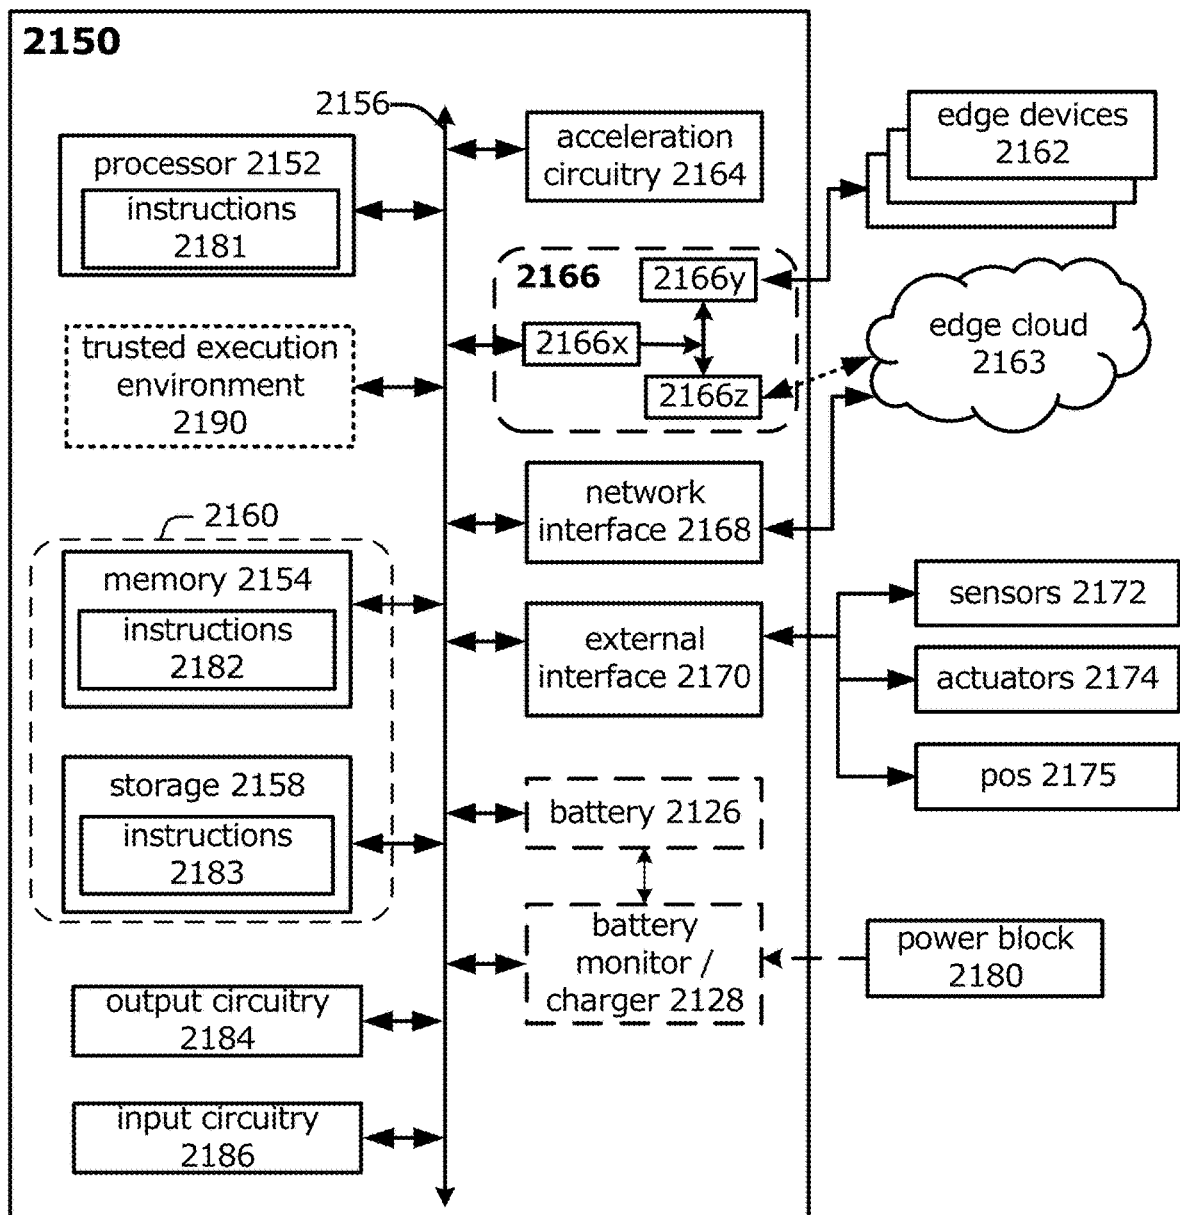 2150
2156
processor 2152
instructions
2181
acceleration
circuitry 2164
edge devices
2162
2166
2166y
2166x
2166z
edge cloud
2163
trusted execution
environment
2190
network
interface 2168
2160
memory 2154
instructions
2182
external
interface 2170
sensors 2172
actuators 2174
pos 2175
storage 2158
instructions
2183
battery 2126
battery
monitor /
charger 2128
power block
2180
output circuitry
2184
input circuitry
2186